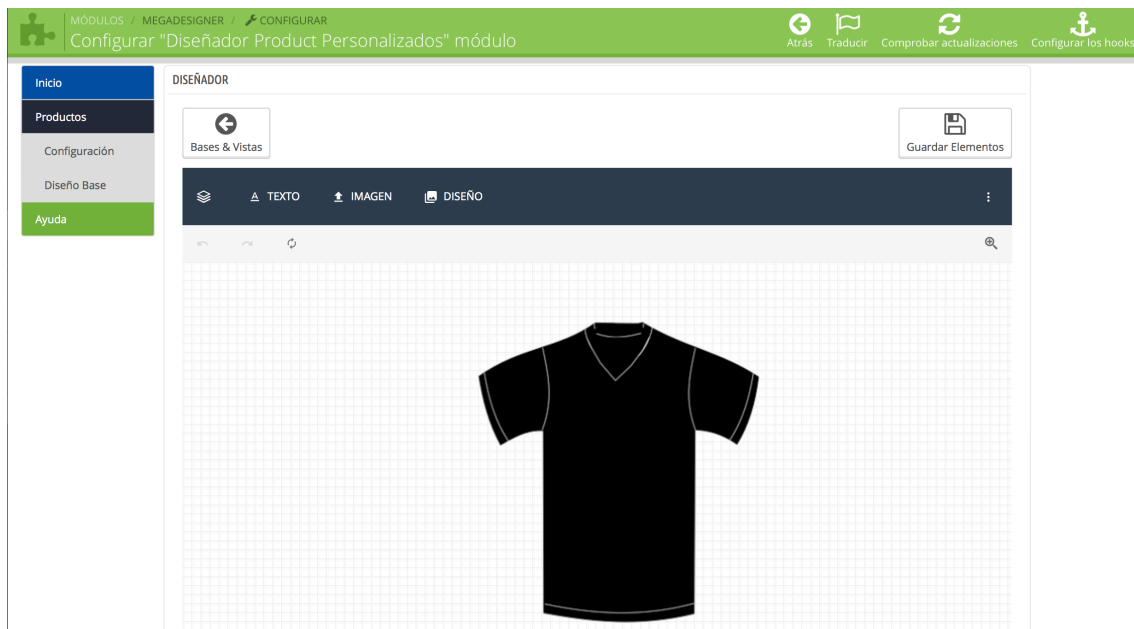 MÓDULOS / MEGADESIGNER / CONFIGURAR
Configurar "Diseñador Product Personalizados" módulo
Atrás Traducir Comprobar actualizaciones Configurar los hooks
Inicio
Productos
Configuración
Diseño Base
Ayuda
DISEÑADOR
Bases & Vistas
Guardar Elementos
A TEXTO IMAGEN DISEÑO